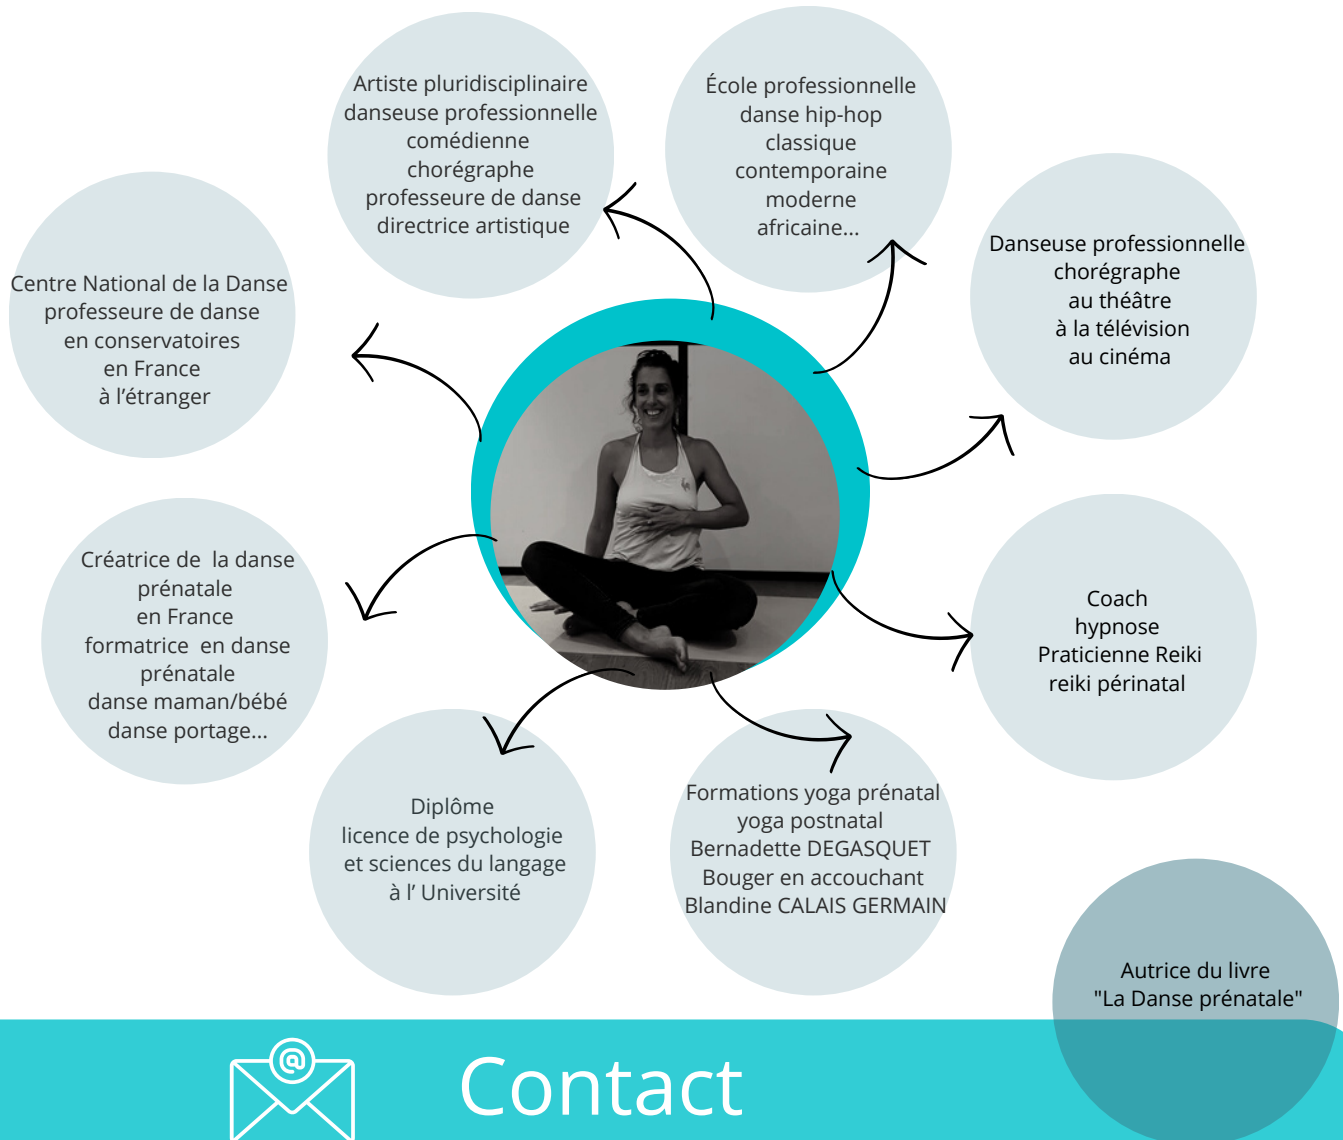 Artiste pluridisciplinaire
danseuse professionnelle
comédienne
chorégraphe
professeure de danse
directrice artistique
École professionnelle
danse hip-hop
classique
contemporaine
moderne
africaine...
Danseuse professionnelle
chorégraphe
au théâtre
à la télévision
au cinéma
Centre National de la Danse
professeure de danse
en conservatoires
en France
à l'étranger
Créatrice de la danse
prénatale
en France
formatrice en danse
prénatale
danse maman/bébé
danse portage...
Coach
hypnose
Praticienne Reiki
reiki périnatal
Diplôme
licence de psychologie
et sciences du langage
à l' Université
Formations yoga prénatal
yoga postnatal
Bernadette DEGASQUET
Bouger en accouchant
Blandine CALAIS GERMAIN
Autrice du livre
"La Danse prénatale"
@
Contact